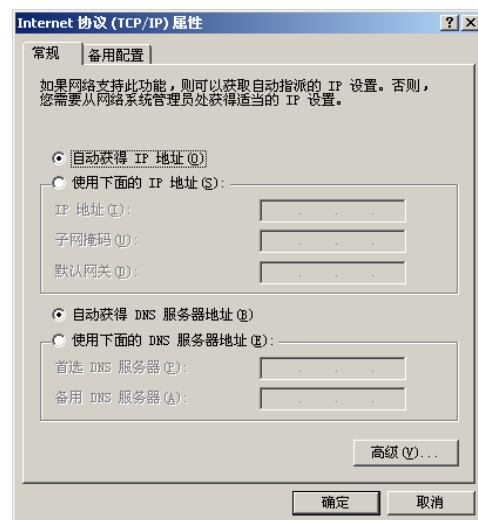 Internet 协议 (TCP/IP) 属性
常规
备用配置
如果网络支持此功能，则可以获取自动指派的 IP 设置。否则，
您需要从网络系统管理员处获得适当的 IP 设置。
自动获得 IP 地址(O)
使用下面的 IP 地址(S):
IP 地址(I):
子网掩码(U):
默认网关(D):
自动获得 DNS 服务器地址(B)
使用下面的 DNS 服务器地址(E):
首选 DNS 服务器(P):
备用 DNS 服务器(A):
高级(V)...
确定
取消